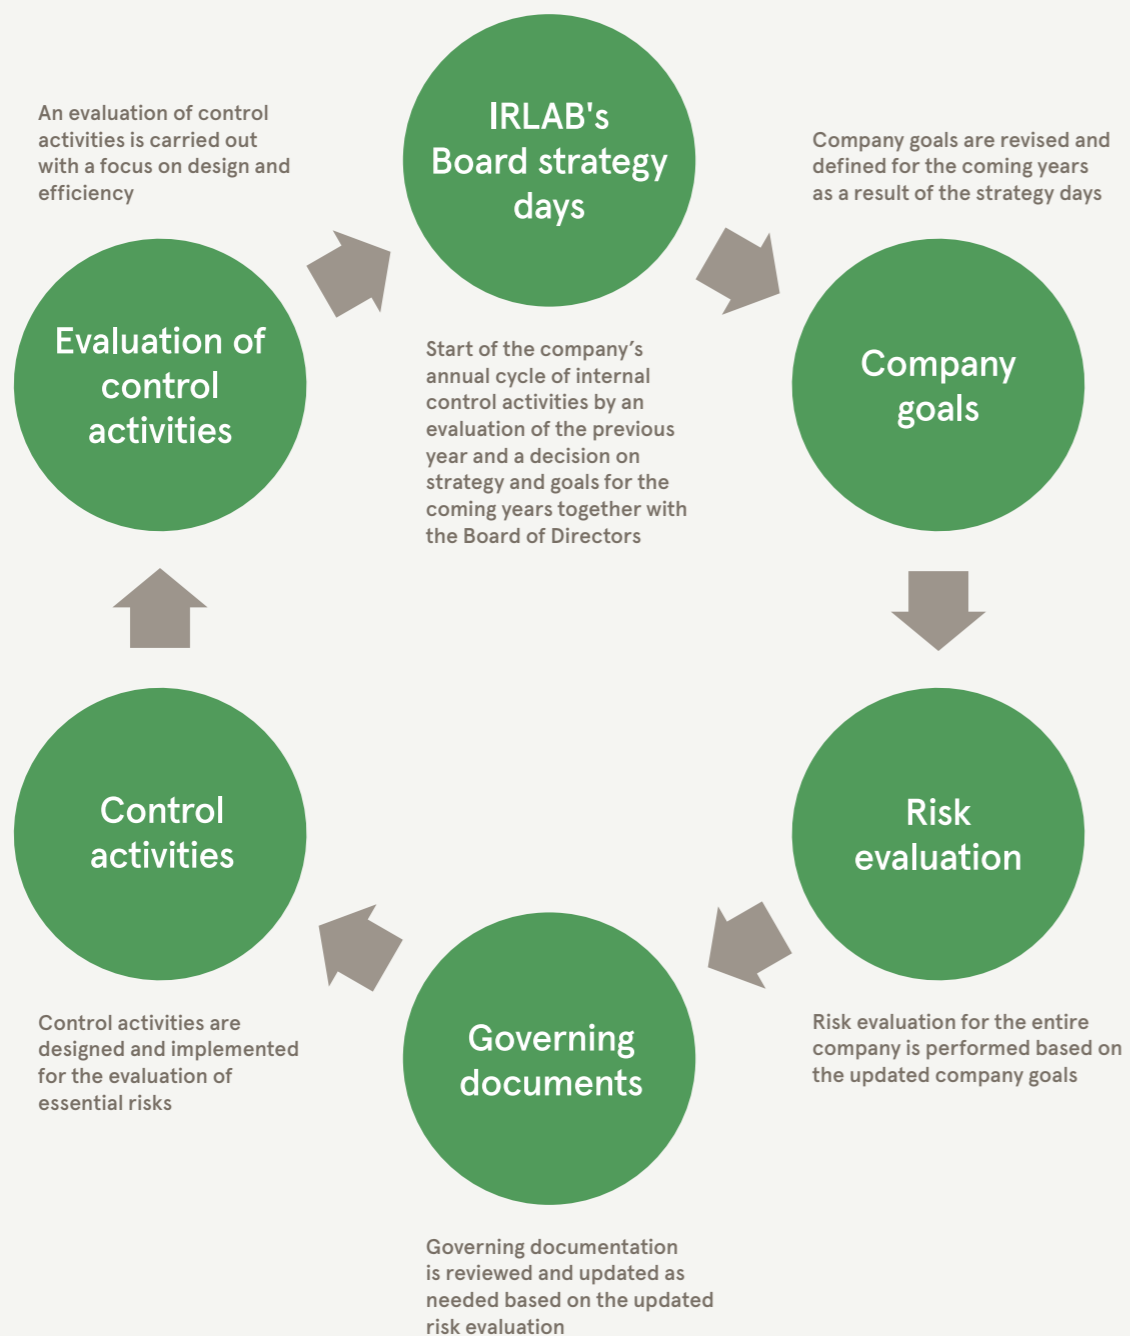 IRLAB's
Board strategy
days
Start of the company’s
annual cycle of internal
control activities by an
evaluation of the previous
year and a decision on
strategy and goals for the
coming years together with
the Board of Directors
Company goals are revised and
defined for the coming years
as a result of the strategy days
Company
goals
Risk
evaluation
Risk evaluation for the entire
company is performed based on
the updated company goals
Governing
documents
Governing documentation
is reviewed and updated as
needed based on the updated
risk evaluation
Control
activities
Control activities are
designed and implemented
for the evaluation of
essential risks
An evaluation of control
activities is carried out
with a focus on design and
efficiency
Evaluation of
control
activities